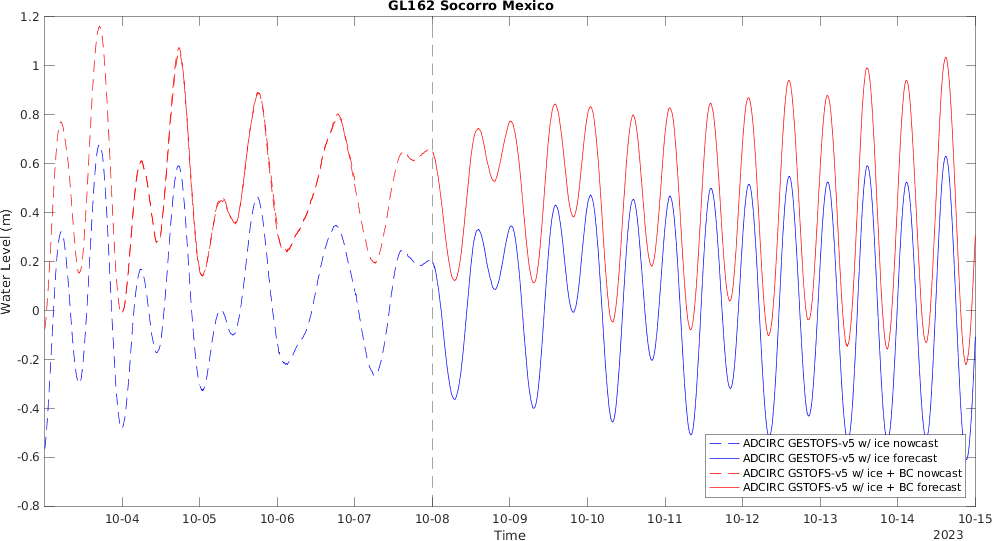 GL162 Socorro Mexico
1.2
1
0.8
0.6
0.4
0.2
0
-0.2
-0.4
-0.6
-0.8
Water Level (m)
ADCIRC GESTOFS-v5 w/ ice nowcast
ADCIRC GESTOFS-v5 w/ ice forecast
ADCIRC GSTOFS-v5 w/ ice + BC nowcast
ADCIRC GSTOFS-v5 w/ ice + BC forecast
10-04 10-05 10-06 10-07 10-08 10-09 10-10 10-11 10-12 10-13 10-14 10-15
Time
2023